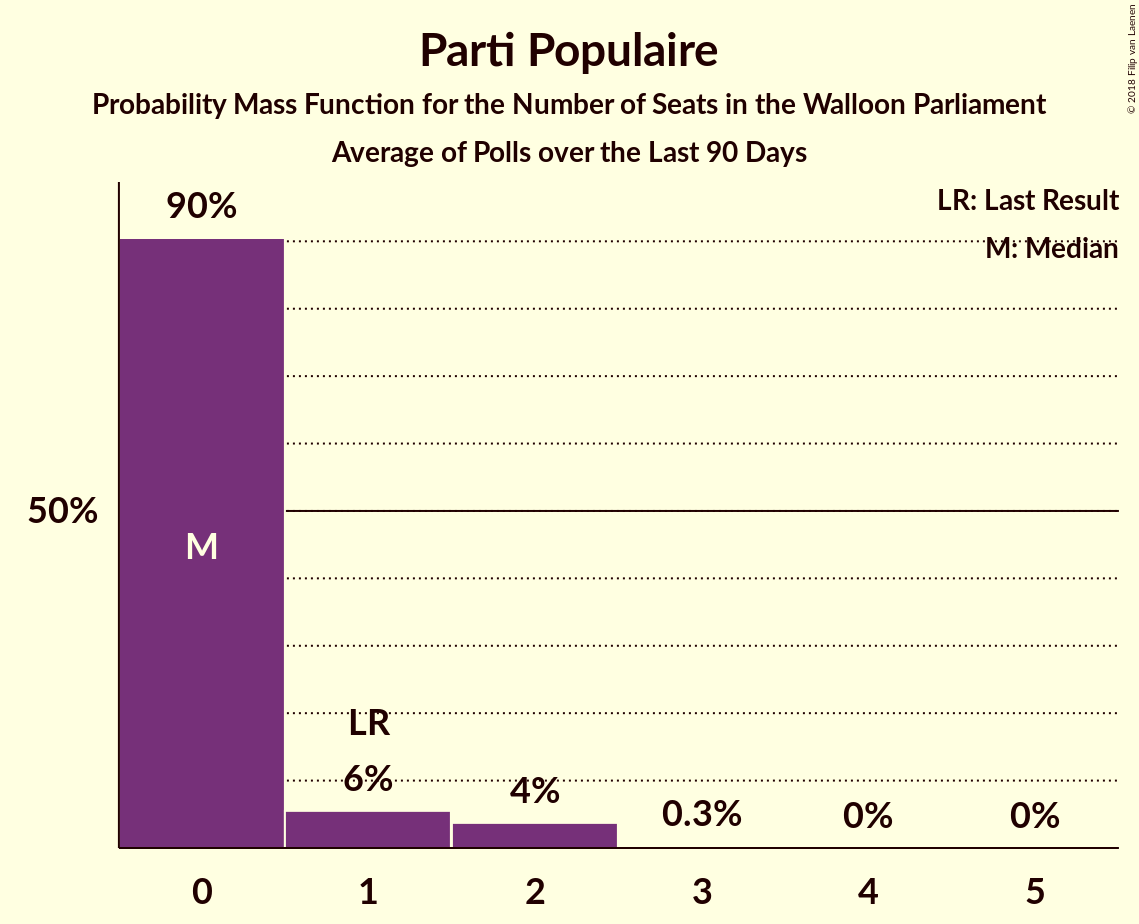 Parti Populaire
Probability Mass Function for the Number of Seats in the Walloon Parliament
Average of Polls over the Last 90 Days
© 2018 Filip van Laenen
LR: Last Result
M: Median
90%
50%
M
LR
6%
4%
0.3%
0%
0%
0 1 2 3 4 5